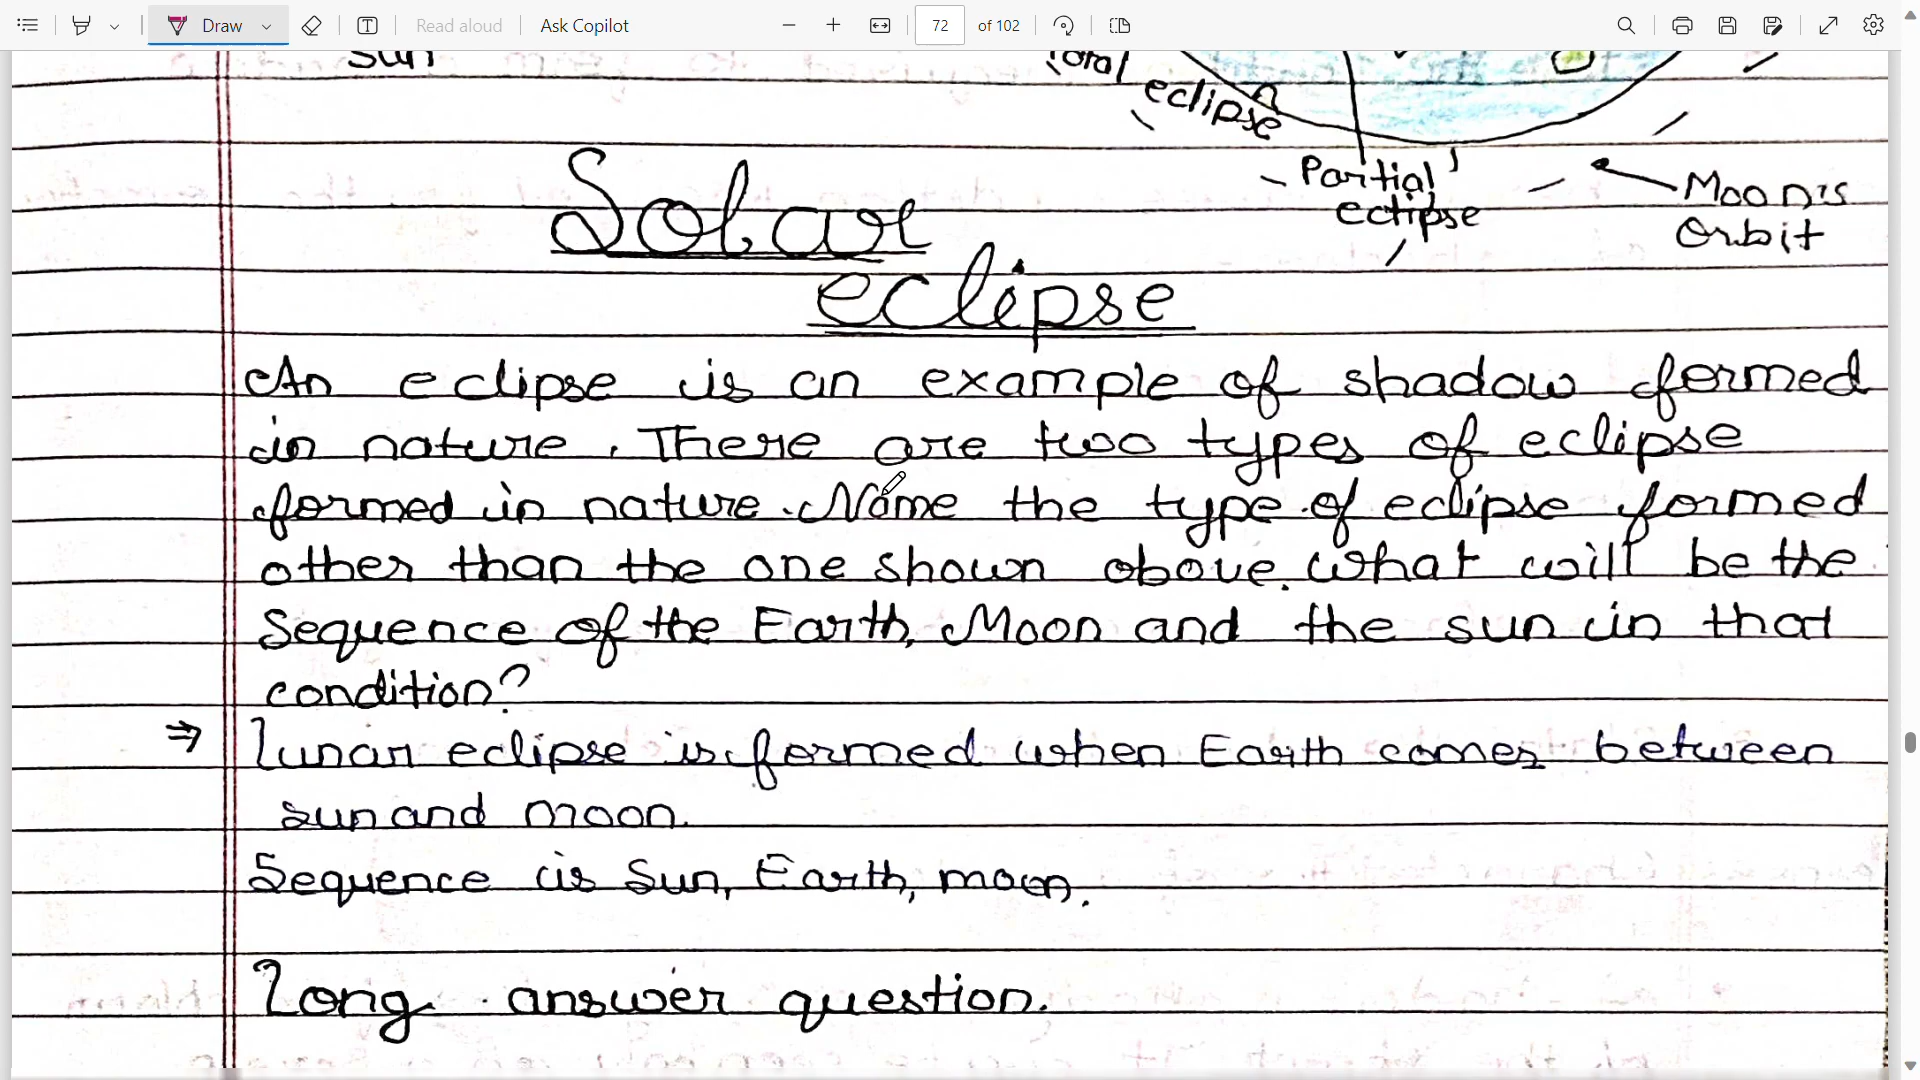 Draw
Read aloud
Ask Copilot
72 of 102
Sun
Total
eclipse
Partial
eclipse
Moon's
Orbit
Solar
eclipse
An eclipse is an example of shadow formed
in nature. There are two types of eclipse
formed in nature. Name the type of eclipse formed
other than the one shown above. What will be the
Sequence of the Earth, Moon and the sun in that
condition?
⇒ Lunar eclipse is formed when Earth comes between
sun and moon.
Sequence is Sun, Earth, moon.
Long answer question.